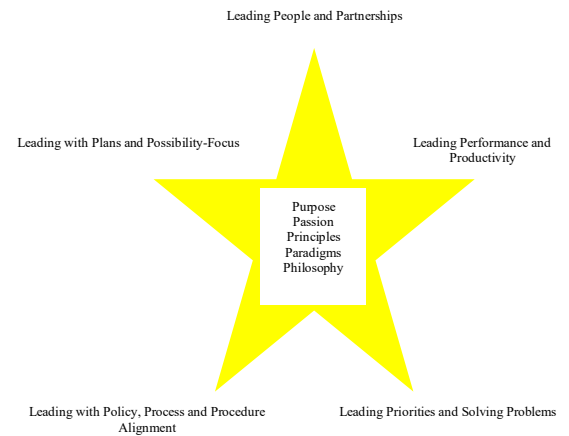 Leading People and Partnerships
Leading with Plans and Possibility-Focus
Leading Performance and
Productivity
Purpose
Passion
Principles
Paradigms
Philosophy
Leading with Policy, Process and Procedure
Alignment
Leading Priorities and Solving Problems